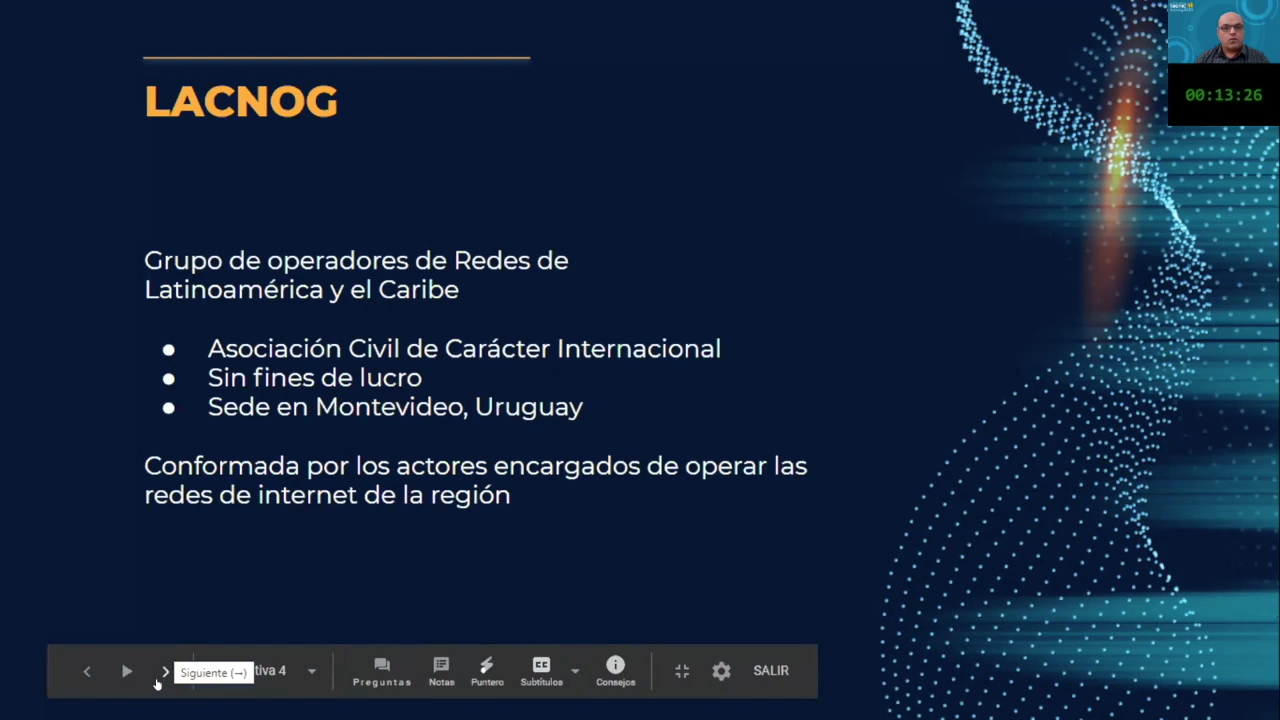 LACNOG
00:13:26
Grupo de operadores de Redes de
Latinoamérica y el Caribe
● Asociación Civil de Carácter Internacional
● Sin fines de lucro
● Sede en Montevideo, Uruguay
Conformada por los actores encargados de operar las
redes de internet de la región
Siguiente (→)
tiva 4
Preguntas
Notas
Puntero
Subtítulos
Consejos
SALIR